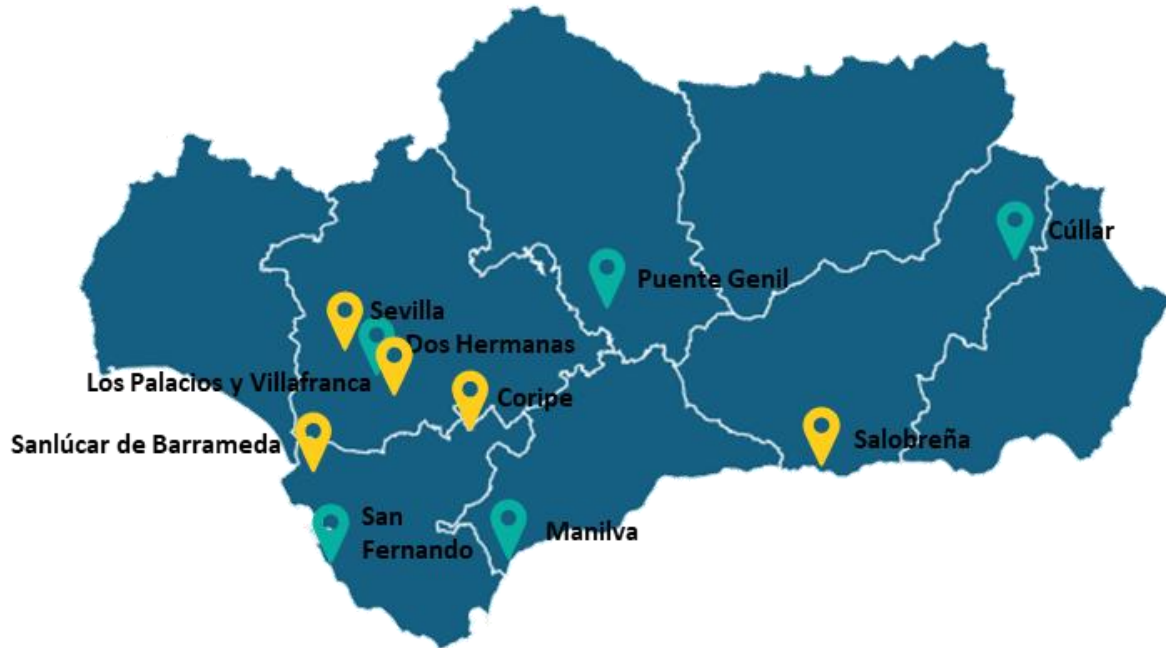 Cúllar
Puente Genil
Sevilla
Dos Hermanas
Los Palacios y Villafranca
Coripe
Sanlúcar de Barrameda
Salobreña
San
Fernando
Manilva